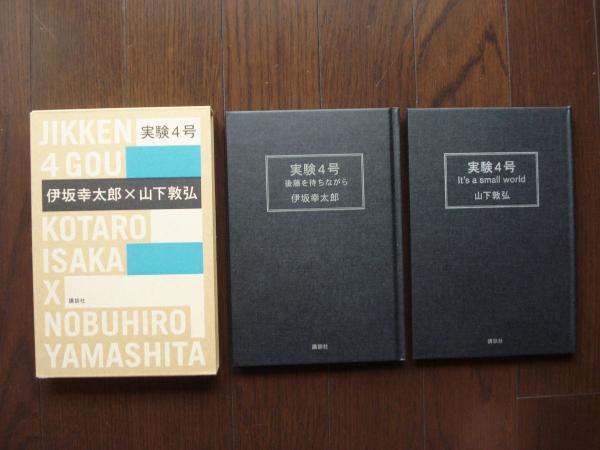 JIKKEN
4 GOU
実験4号
伊坂幸太郎×山下敦弘
KOTARO
ISAKA
X
講談社
NOBUHIRO
YAMASHITA
実験4号
後藤を待ちながら
伊坂幸太郎
講談社
実験4号
It's a small world
山下敦弘
講談社